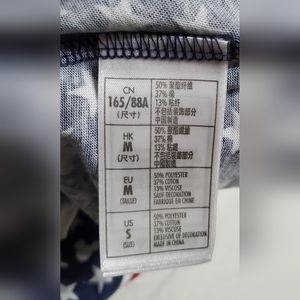 CN
165/88A
(尺寸)
50% 聚酯纤维
37% 棉
13% 粘纤
不包括装饰部分
中国制造
HK
M
(尺寸)
50% 聚酯纖維
37% 棉
13% 粘纖
不包括裝飾部分
中國製造
EU
M
(TAILLE)
50% POLYESTER
37% COTON
13% VISCOSE
FABRIQUE EN CHINE
US
S
(SIZE)
50% POLYESTER
37% COTTON
13% VISCOSE
EXCLUSIVE OF DECORATION
MADE IN CHINA